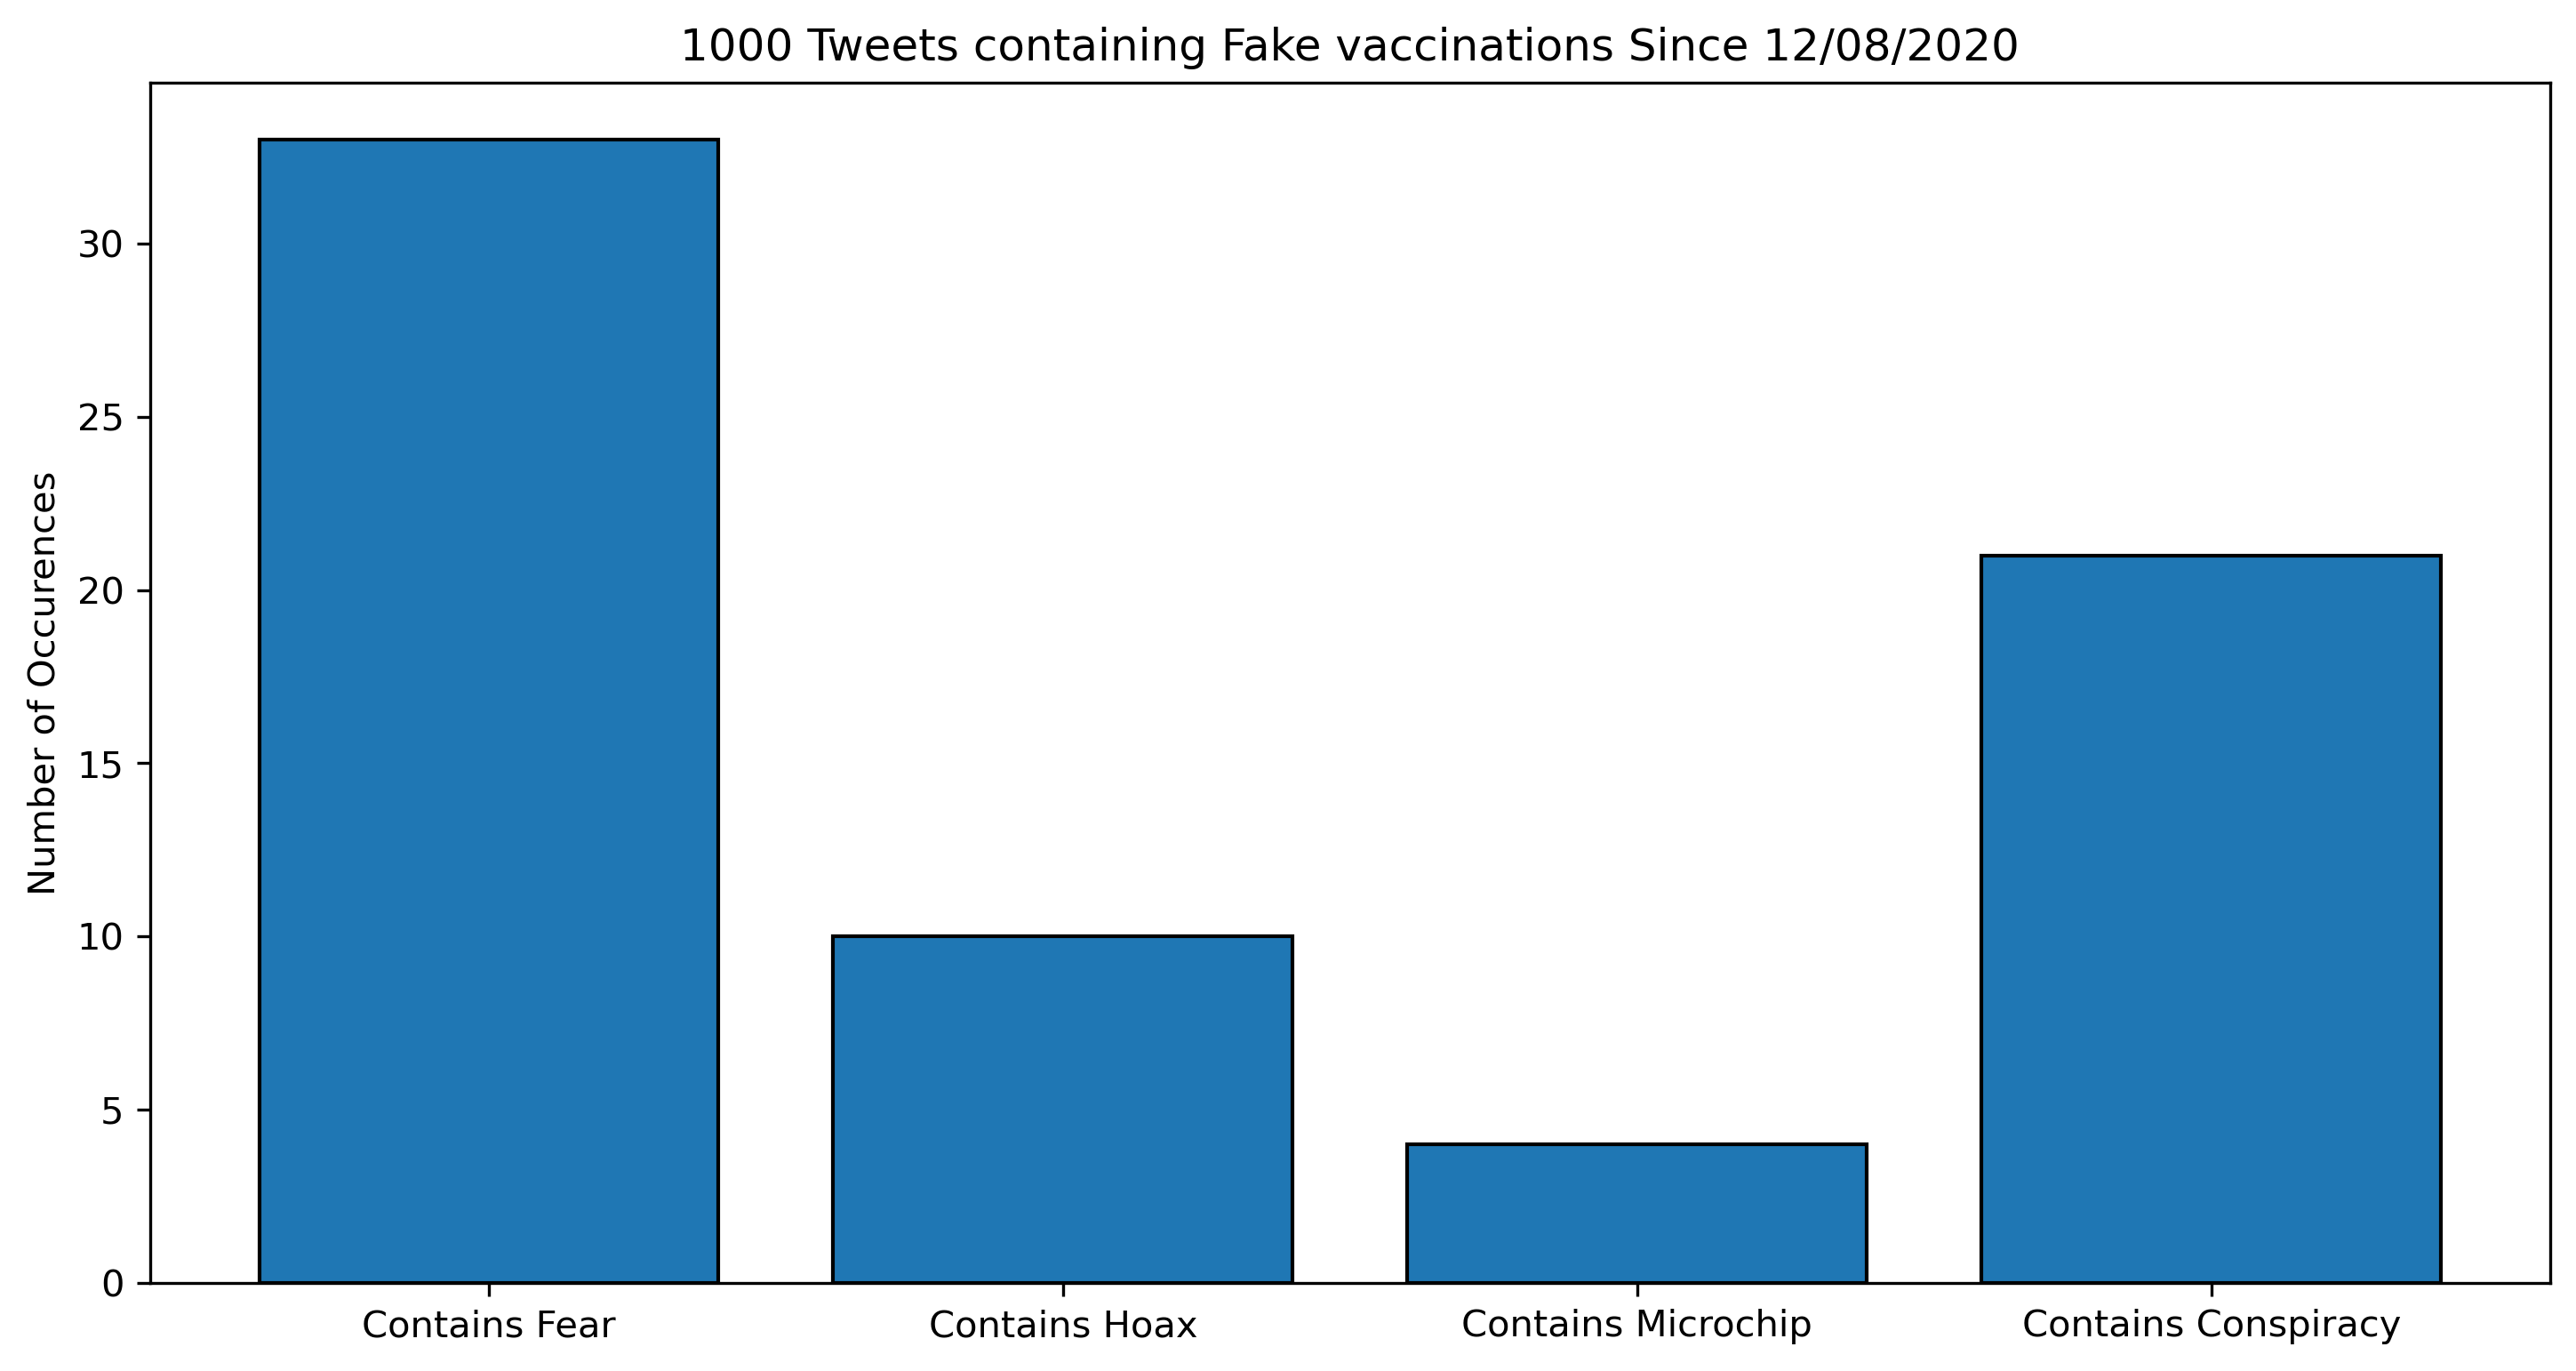 1000 Tweets containing Fake vaccinations Since 12/08/2020
Number of Occurences
30
25
20
15
10
5
0
Contains Fear
Contains Hoax
Contains Microchip
Contains Conspiracy